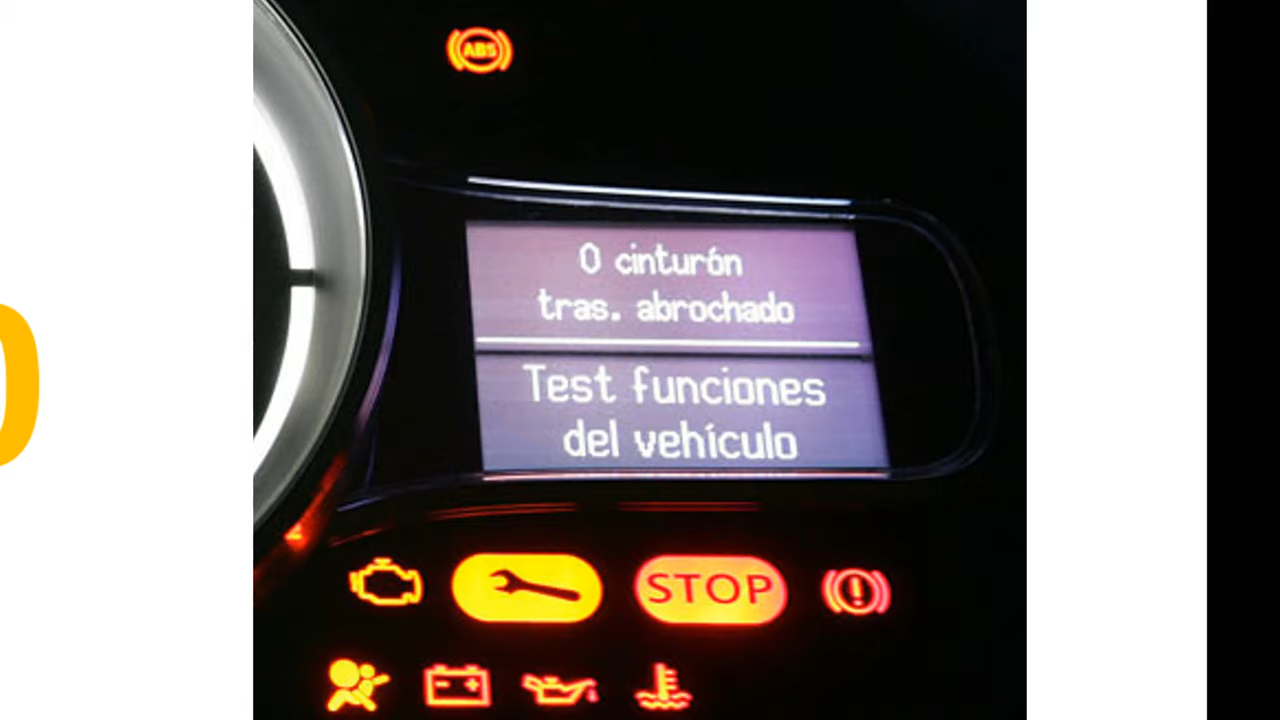 ABS
0 cinturón
tras. abrochado
Test funciones
del vehículo
STOP